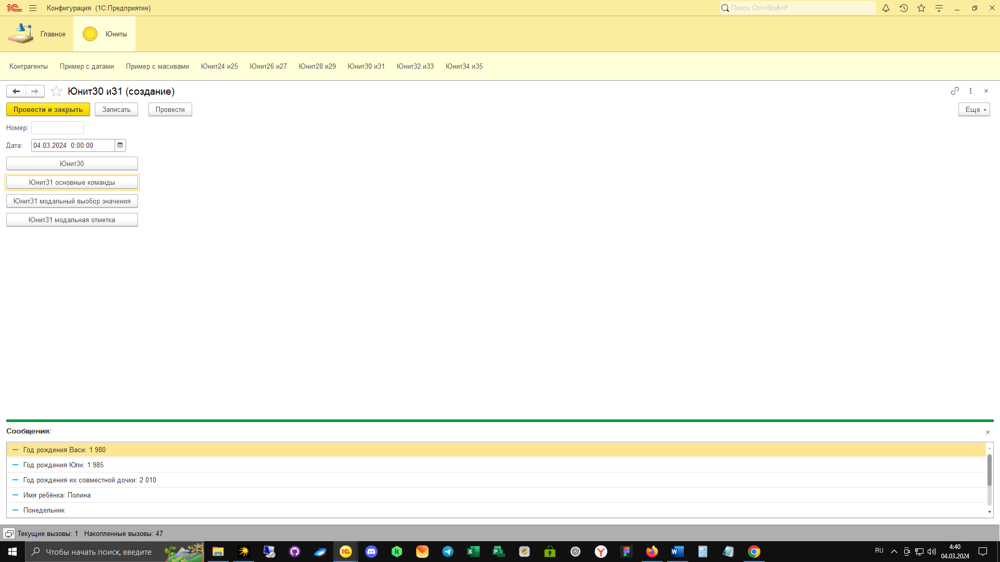 Конфигурация (1С:Предприятие)
Поиск Ctrl+Shift+F
Главное
Юниты
Контрагенты Пример с датами Пример с масивами Юнит24 и25 Юнит26 и27 Юнит28 и29 Юнит30 и31 Юнит32 и33 Юнит34 и35
Юнит30 и31 (создание)
Провести и закрыть Записать Провести Еще
Номер:
Дата: 04.03.2024 0:00:00
Юнит30
Юнит31 основные команды
Юнит31 модальный выобор значения
Юнит31 модальная отметка
Сообщения:
Год рождения Васи: 1 980
Год рождения Юли: 1 985
Год рождения их совместной дочки: 2 010
Имя ребёнка: Полина
Понедельник
Текущие вызовы: 1 Накопленные вызовы: 47
Чтобы начать поиск, введите
RU
4:40
04.03.2024